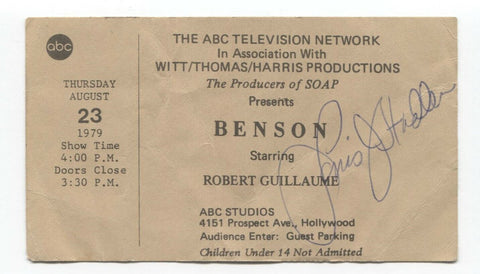 abc
THURSDAY
AUGUST
23
1979
Show Time
4:00 P.M.
Doors Close
3:30 P.M.
THE ABC TELEVISION NETWORK
In Association With
WITT/THOMAS/HARRIS PRODUCTIONS
The Producers of SOAP
Presents
BENSON
Starring
ROBERT GUILLAUME
ABC STUDIOS
4151 Prospect Ave., Hollywood
Audience Enter: Guest Parking
Children Under 14 Not Admitted